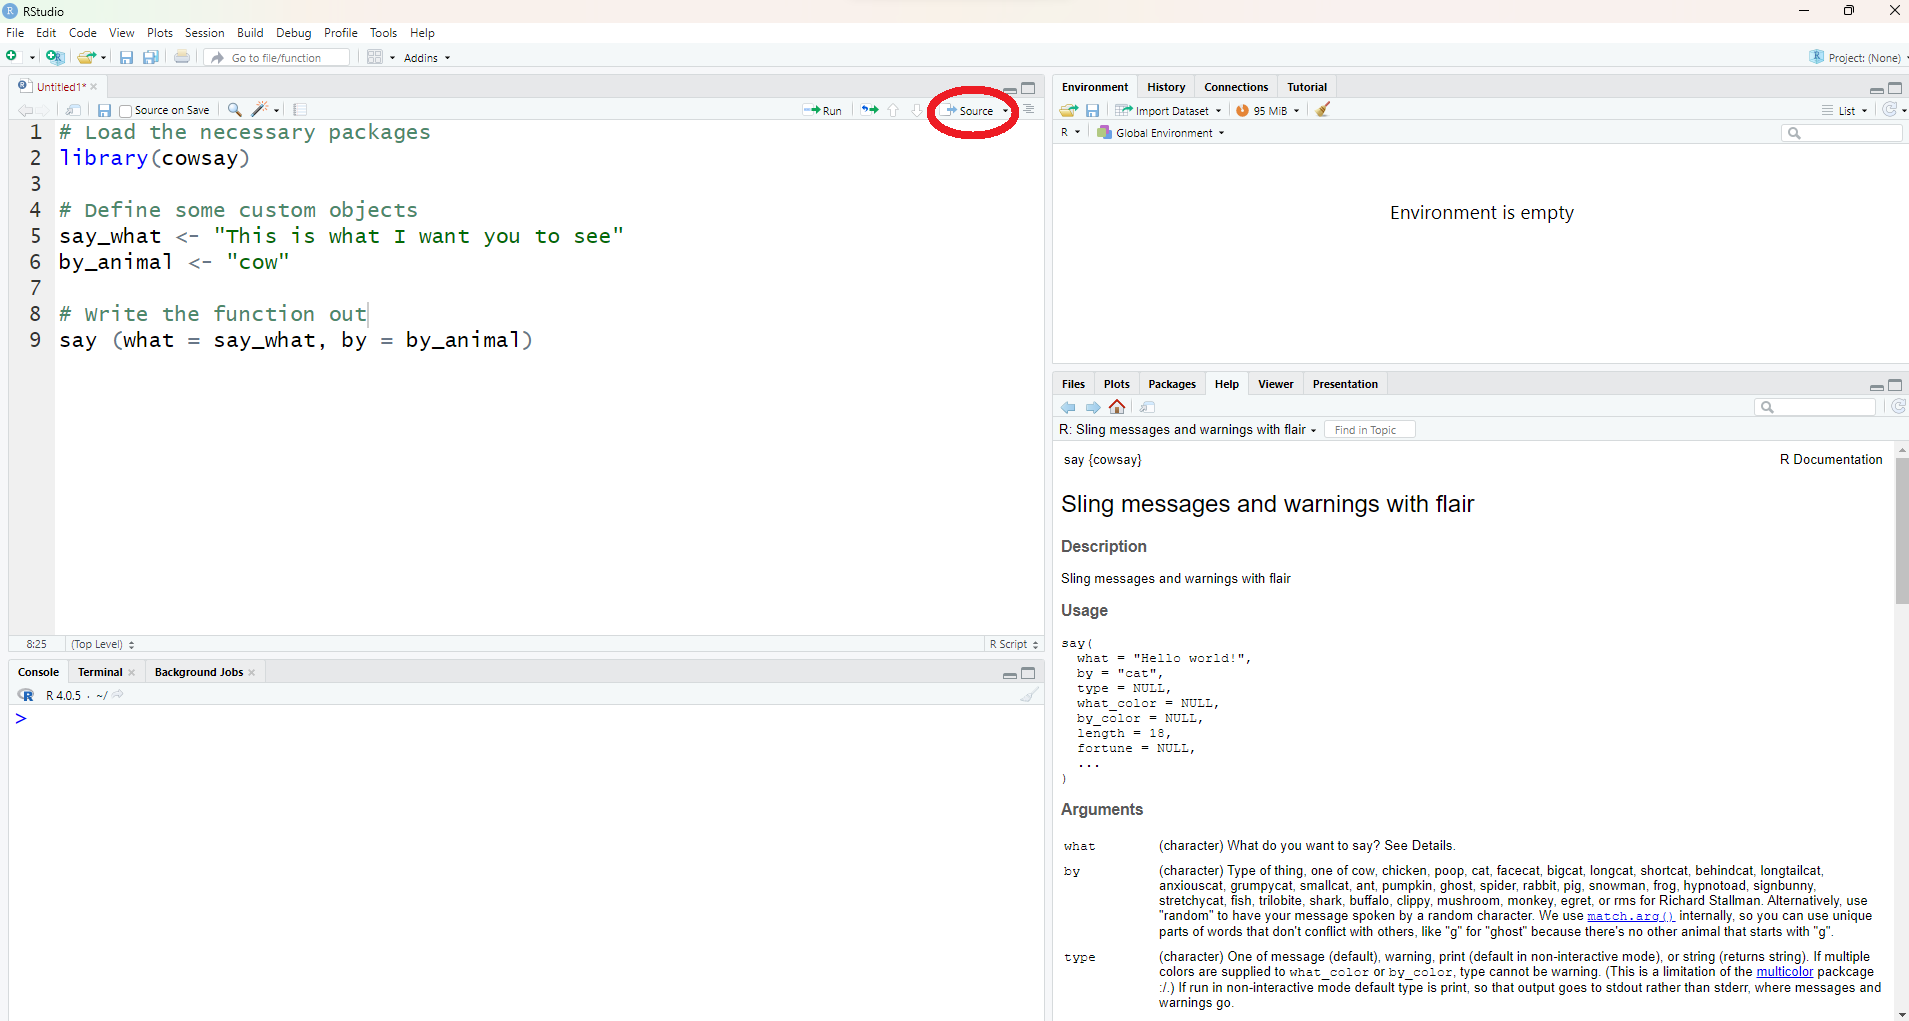 RStudio
File Edit Code View Plots Session Build Debug Profile Tools Help
Go to file/function Addins Project: (None)
Untitled1*
Source on Save Run Source
1 # Load the necessary packages
2 library(cowsay)
3
4 # Define some custom objects
5 say_what <- "This is what I want you to see"
6 by_animal <- "cow"
7
8 # Write the function out
9 say (what = say_what, by = by_animal)
8:25 (Top Level) R Script
Console Terminal Background Jobs
R 4.0.5 · ~/
>
Environment History Connections Tutorial
Import Dataset 95 MiB List
R Global Environment
Environment is empty
Files Plots Packages Help Viewer Presentation
R: Sling messages and warnings with flair Find in Topic
say {cowsay} R Documentation
Sling messages and warnings with flair
Description
Sling messages and warnings with flair
Usage
say(
what = "Hello world!",
by = "cat",
type = NULL,
what_color = NULL,
by_color = NULL,
length = 18,
fortune = NULL,
...
)
Arguments
what (character) What do you want to say? See Details.
by (character) Type of thing, one of cow, chicken, poop, cat, facecat, bigcat, longcat, shortcat, behindcat, longtailcat,
anxiouscat, grumpycat, smallcat, ant, pumpkin, ghost, spider, rabbit, pig, snowman, frog, hypnotoad, signbunny,
stretchycat, fish, trilobite, shark, buffalo, clippy, mushroom, monkey, egret, or rms for Richard Stallman. Alternatively, use
"random" to have your message spoken by a random character. We use match.arg() internally, so you can use unique
parts of words that don't conflict with others, like "g" for "ghost" because there's no other animal that starts with "g".
type (character) One of message (default), warning, print (default in non-interactive mode), or string (returns string). If multiple
colors are supplied to what_color or by_color, type cannot be warning. (This is a limitation of the multicolor packcage
:/.) If run in non-interactive mode default type is print, so that output goes to stdout rather than stderr, where messages and
warnings go.